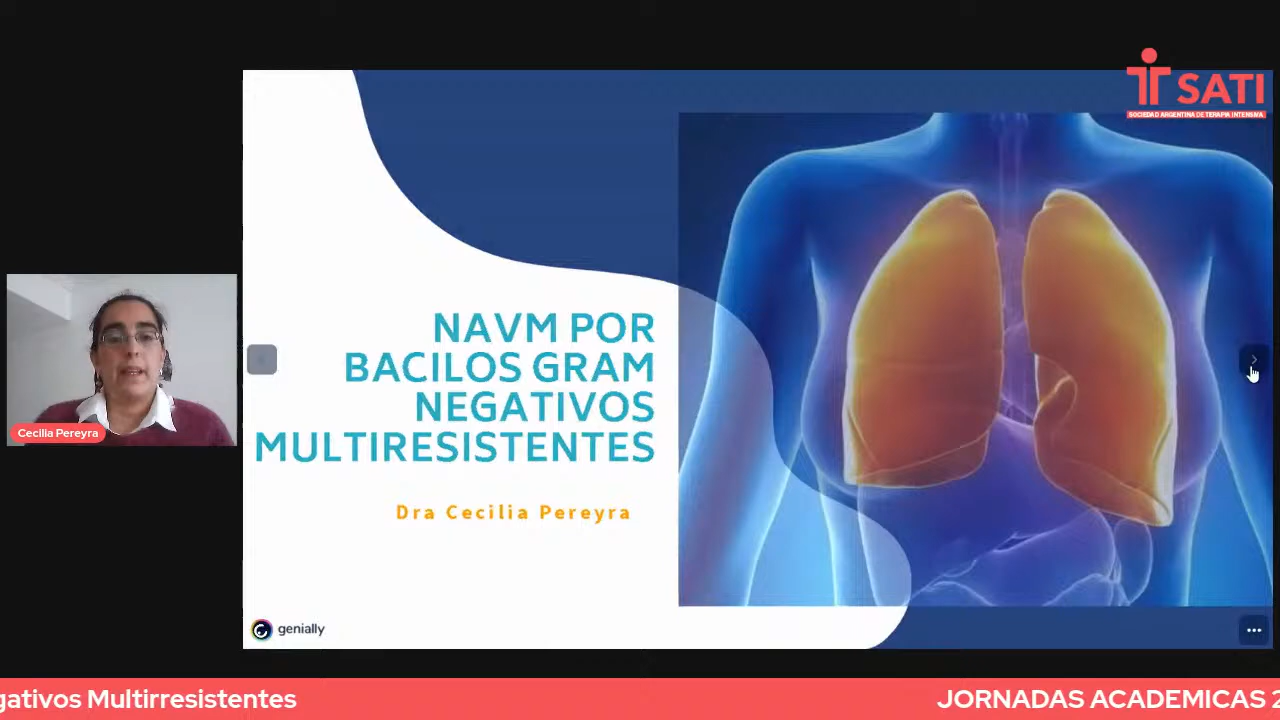 SATI
SOCIEDAD ARGENTINA DE TERAPIA INTENSIVA
NAVM POR
BACILOS GRAM
NEGATIVOS
MULTIRESISTENTES
Dra Cecilia Pereyra
Cecilia Pereyra
genially
gativos Multirresistentes
JORNADAS ACADEMICAS 2